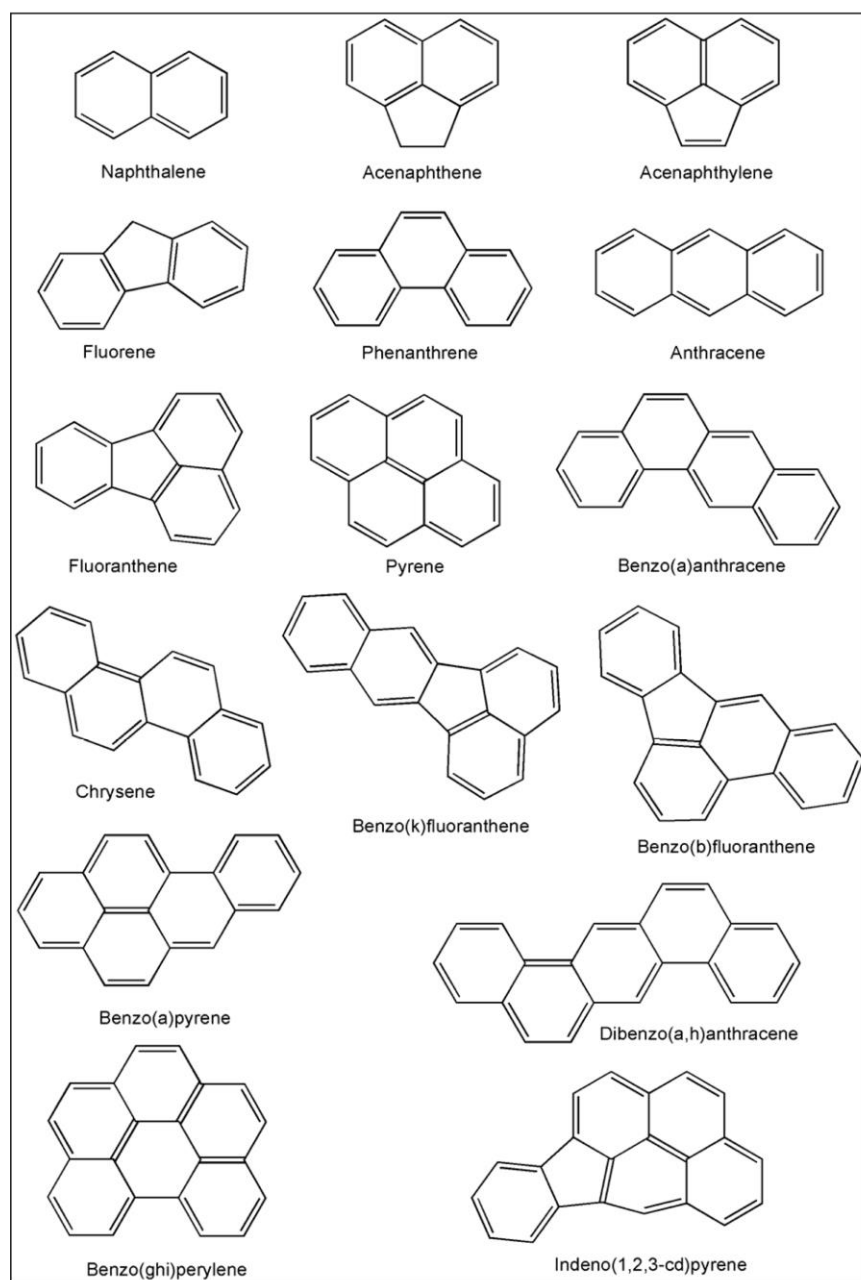 Naphthalene
Acenaphthene
Acenaphthylene
Fluorene
Phenanthrene
Anthracene
Fluoranthene
Pyrene
Benzo(a)anthracene
Chrysene
Benzo(k)fluoranthene
Benzo(b)fluoranthene
Benzo(a)pyrene
Dibenzo(a,h)anthracene
Benzo(ghi)perylene
Indeno(1,2,3-cd)pyrene